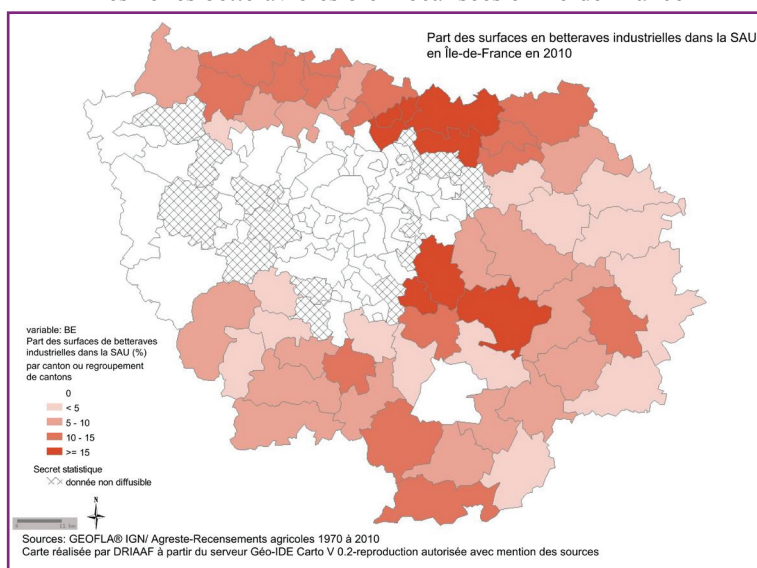 Part des surfaces en betteraves industrielles dans la SAU
en Île-de-France en 2010
variable: BE
Part des surfaces de betteraves
industrielles dans la SAU (%)
par canton ou regroupement
de cantons
0
< 5
5 - 10
10 - 15
>= 15
Secret statistique
donnée non diffusible
N
Sources: GEOFLA® IGN/ Agreste-Recensements agricoles 1970 à 2010
Carte réalisée par DRIAAF à partir du serveur Géo-IDE Carto V 0.2-reproduction autorisée avec mention des sources